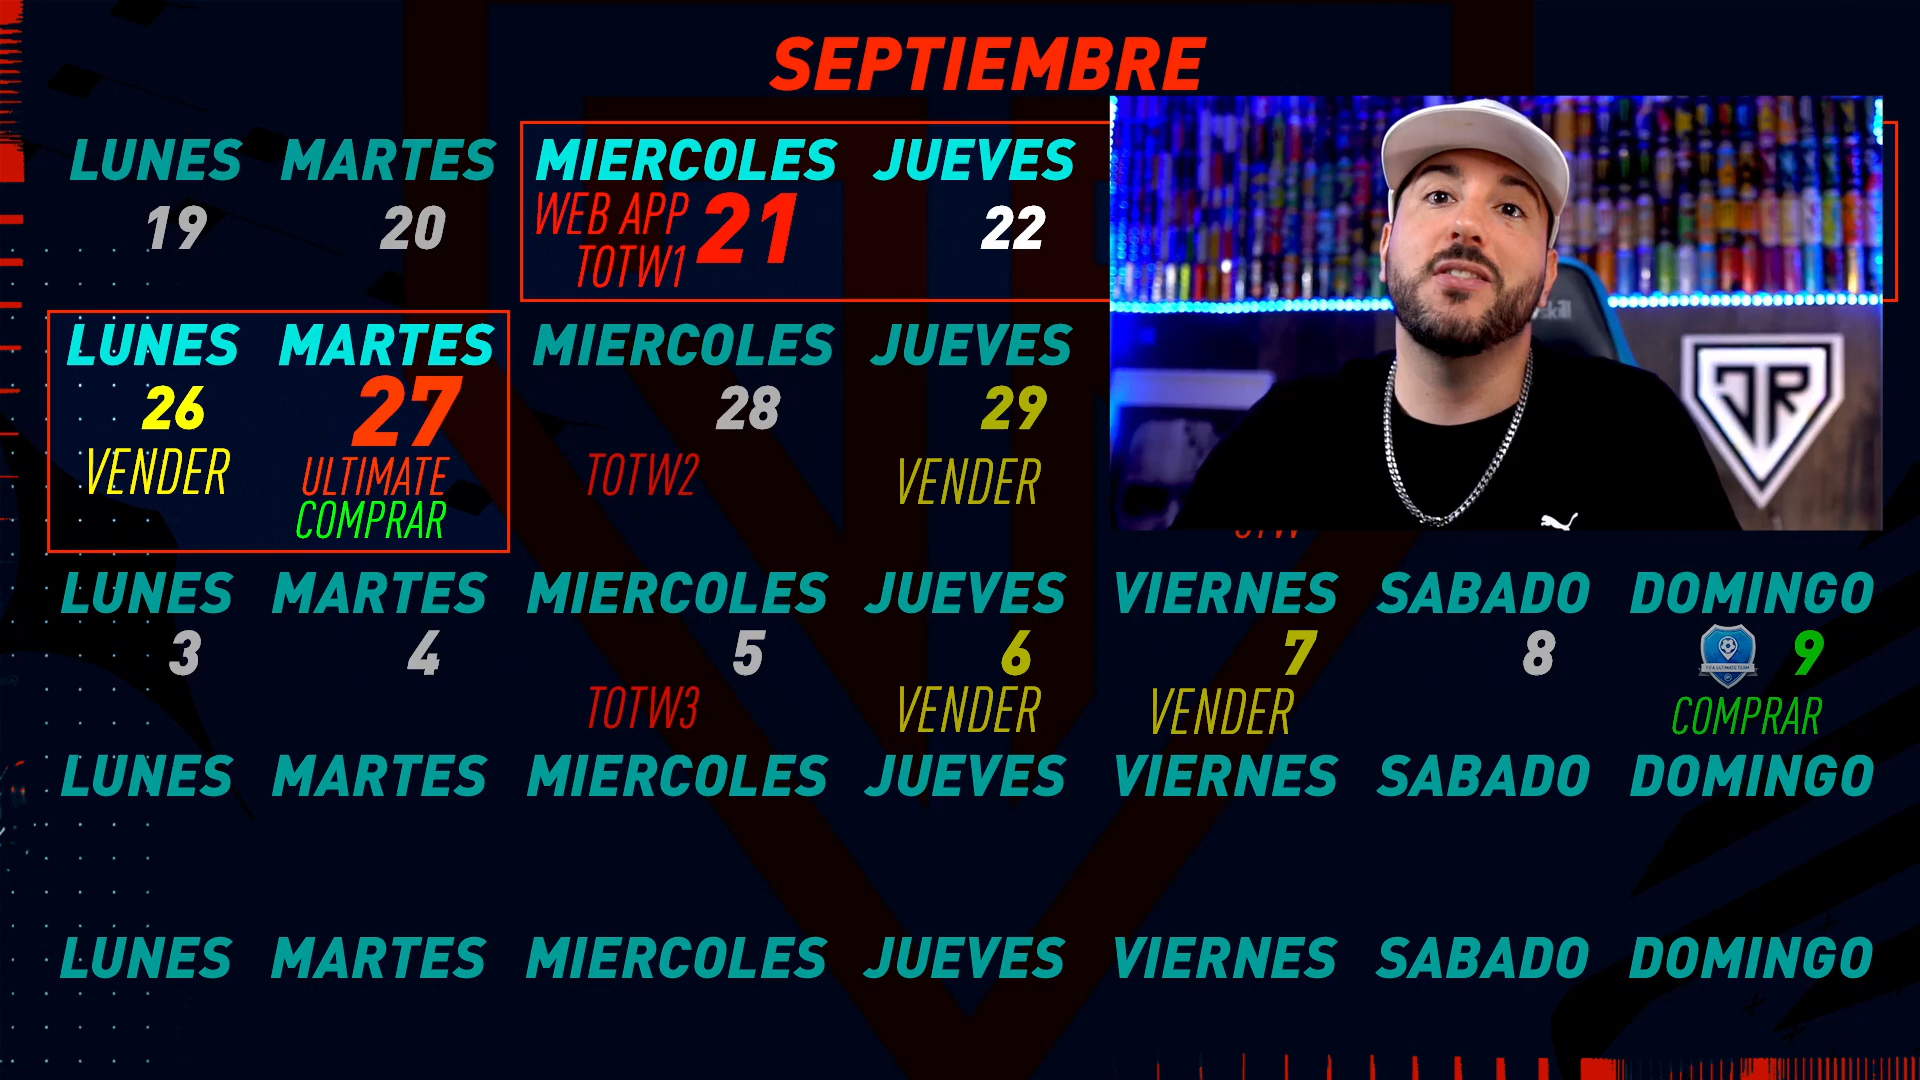 SEPTIEMBRE
LUNES MARTES MIERCOLES JUEVES
19 20 WEB APP 21 22
TOTW1
LUNES MARTES MIERCOLES JUEVES
26 27 28 29
VENDER ULTIMATE TOTW2 VENDER
COMPRAR
LUNES MARTES MIERCOLES JUEVES VIERNES SABADO DOMINGO
3 4 5 6 7 8 9
TOTW3 VENDER VENDER COMPRAR
LUNES MARTES MIERCOLES JUEVES VIERNES SABADO DOMINGO
LUNES MARTES MIERCOLES JUEVES VIERNES SABADO DOMINGO
JR